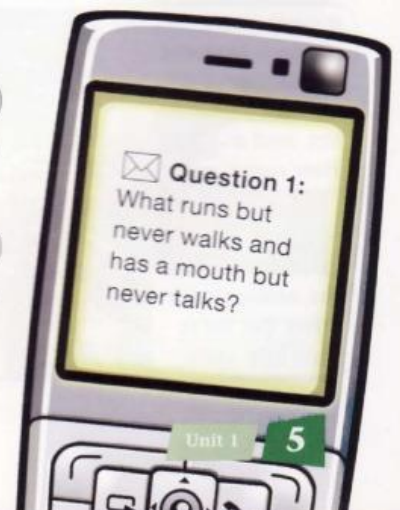 Question 1:
What runs but
never walks and
has a mouth but
never talks?
Unit 1 5